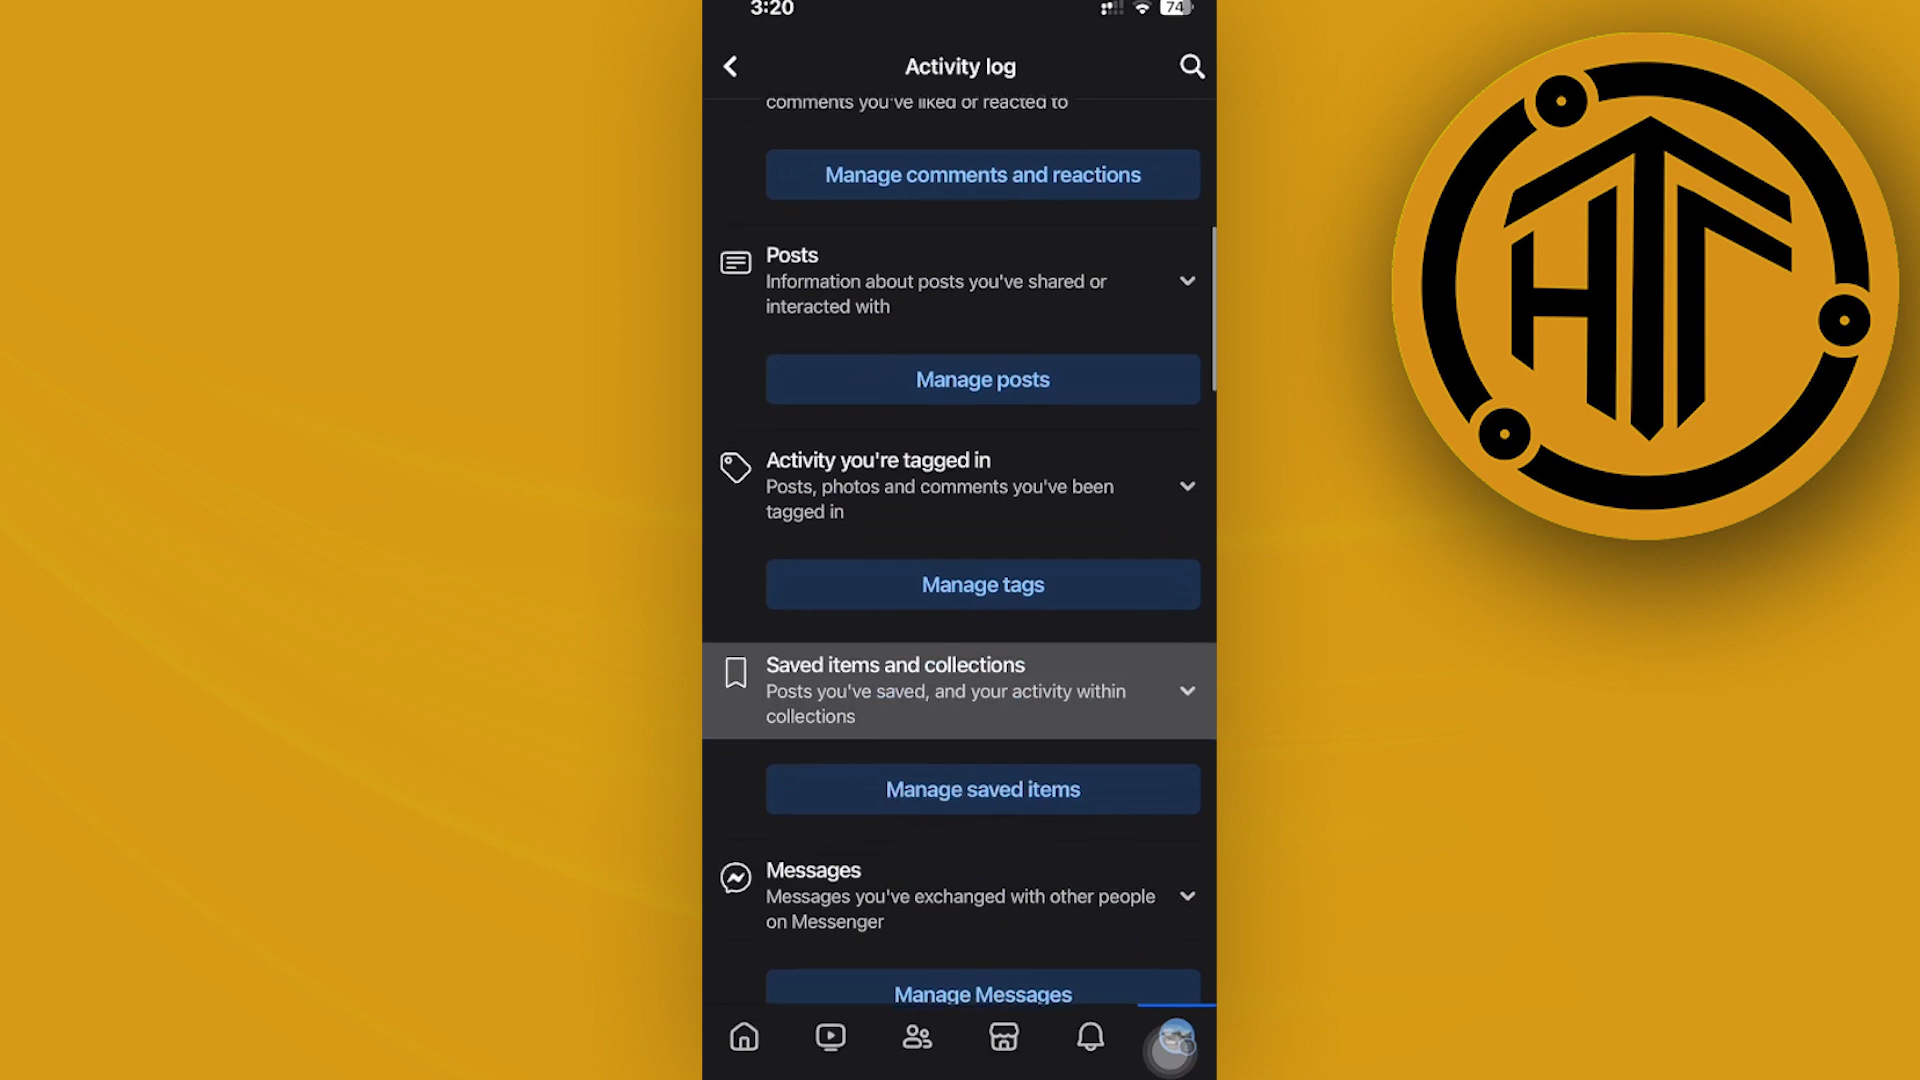 3:20
74
Activity log
comments you've liked or reacted to
Manage comments and reactions
Posts
Information about posts you've shared or
interacted with
Manage posts
Activity you're tagged in
Posts, photos and comments you've been
tagged in
Manage tags
Saved items and collections
Posts you've saved, and your activity within
collections
Manage saved items
Messages
Messages you've exchanged with other people
on Messenger
Manage Messages
HT